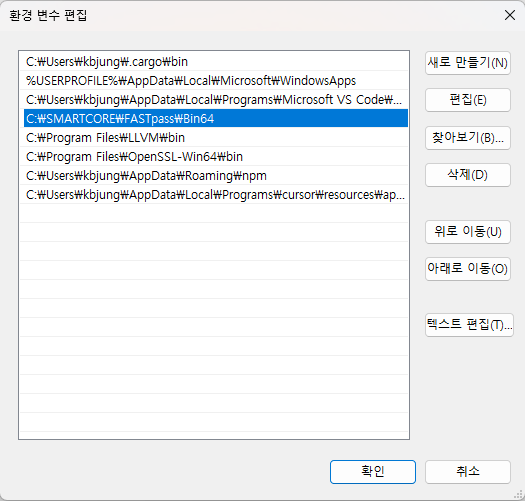 환경 변수 편집
C:\Users\kbjung\.cargo\bin
%USERPROFILE%\AppData\Local\Microsoft\WindowsApps
C:\Users\kbjung\AppData\Local\Programs\Microsoft VS Code\...
C:\SMARTCORE\FASTpass\Bin64
C:\Program Files\LLVM\bin
C:\Program Files\OpenSSL-Win64\bin
C:\Users\kbjung\AppData\Roaming\npm
C:\Users\kbjung\AppData\Local\Programs\cursor\resources\ap...
새로 만들기(N)
편집(E)
찾아보기(B)...
삭제(D)
위로 이동(U)
아래로 이동(O)
텍스트 편집(T)...
확인
취소